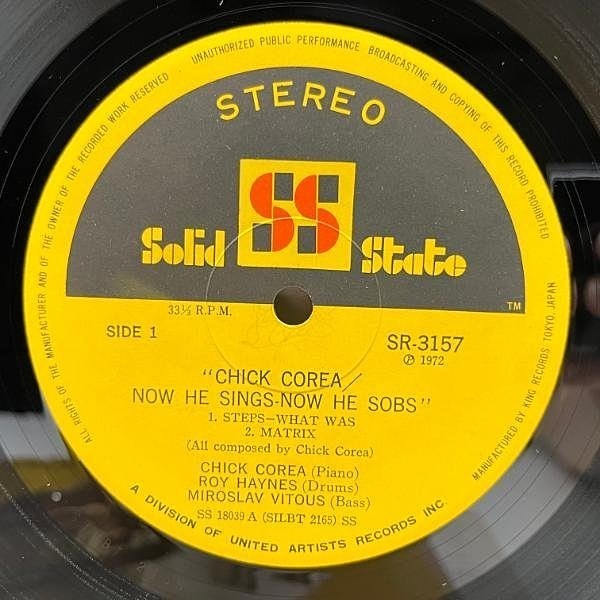 ALL RIGHTS OF THE MANUFACTURER AND OF THE OWNER OF THE RECORDED WORK RESERVED UNAUTHORIZED PUBLIC PERFORMANCE BROADCASTING AND COPYING OF THIS RECORD PROHIBITED
STEREO
SS
Solid State
TM
33⅓ R.P.M.
SIDE 1
SR-3157
Ⓟ 1972
"CHICK COREA/
NOW HE SINGS-NOW HE SOBS"
1. STEPS—WHAT WAS
2. MATRIX
(All composed by Chick Corea)
CHICK COREA (Piano)
ROY HAYNES (Drums)
MIROSLAV VITOUS (Bass)
SS 18039 A (SILBT 2165) SS
A DIVISION OF UNITED ARTISTS RECORDS INC.
MANUFACTURED BY KING RECORDS TOKYO, JAPAN